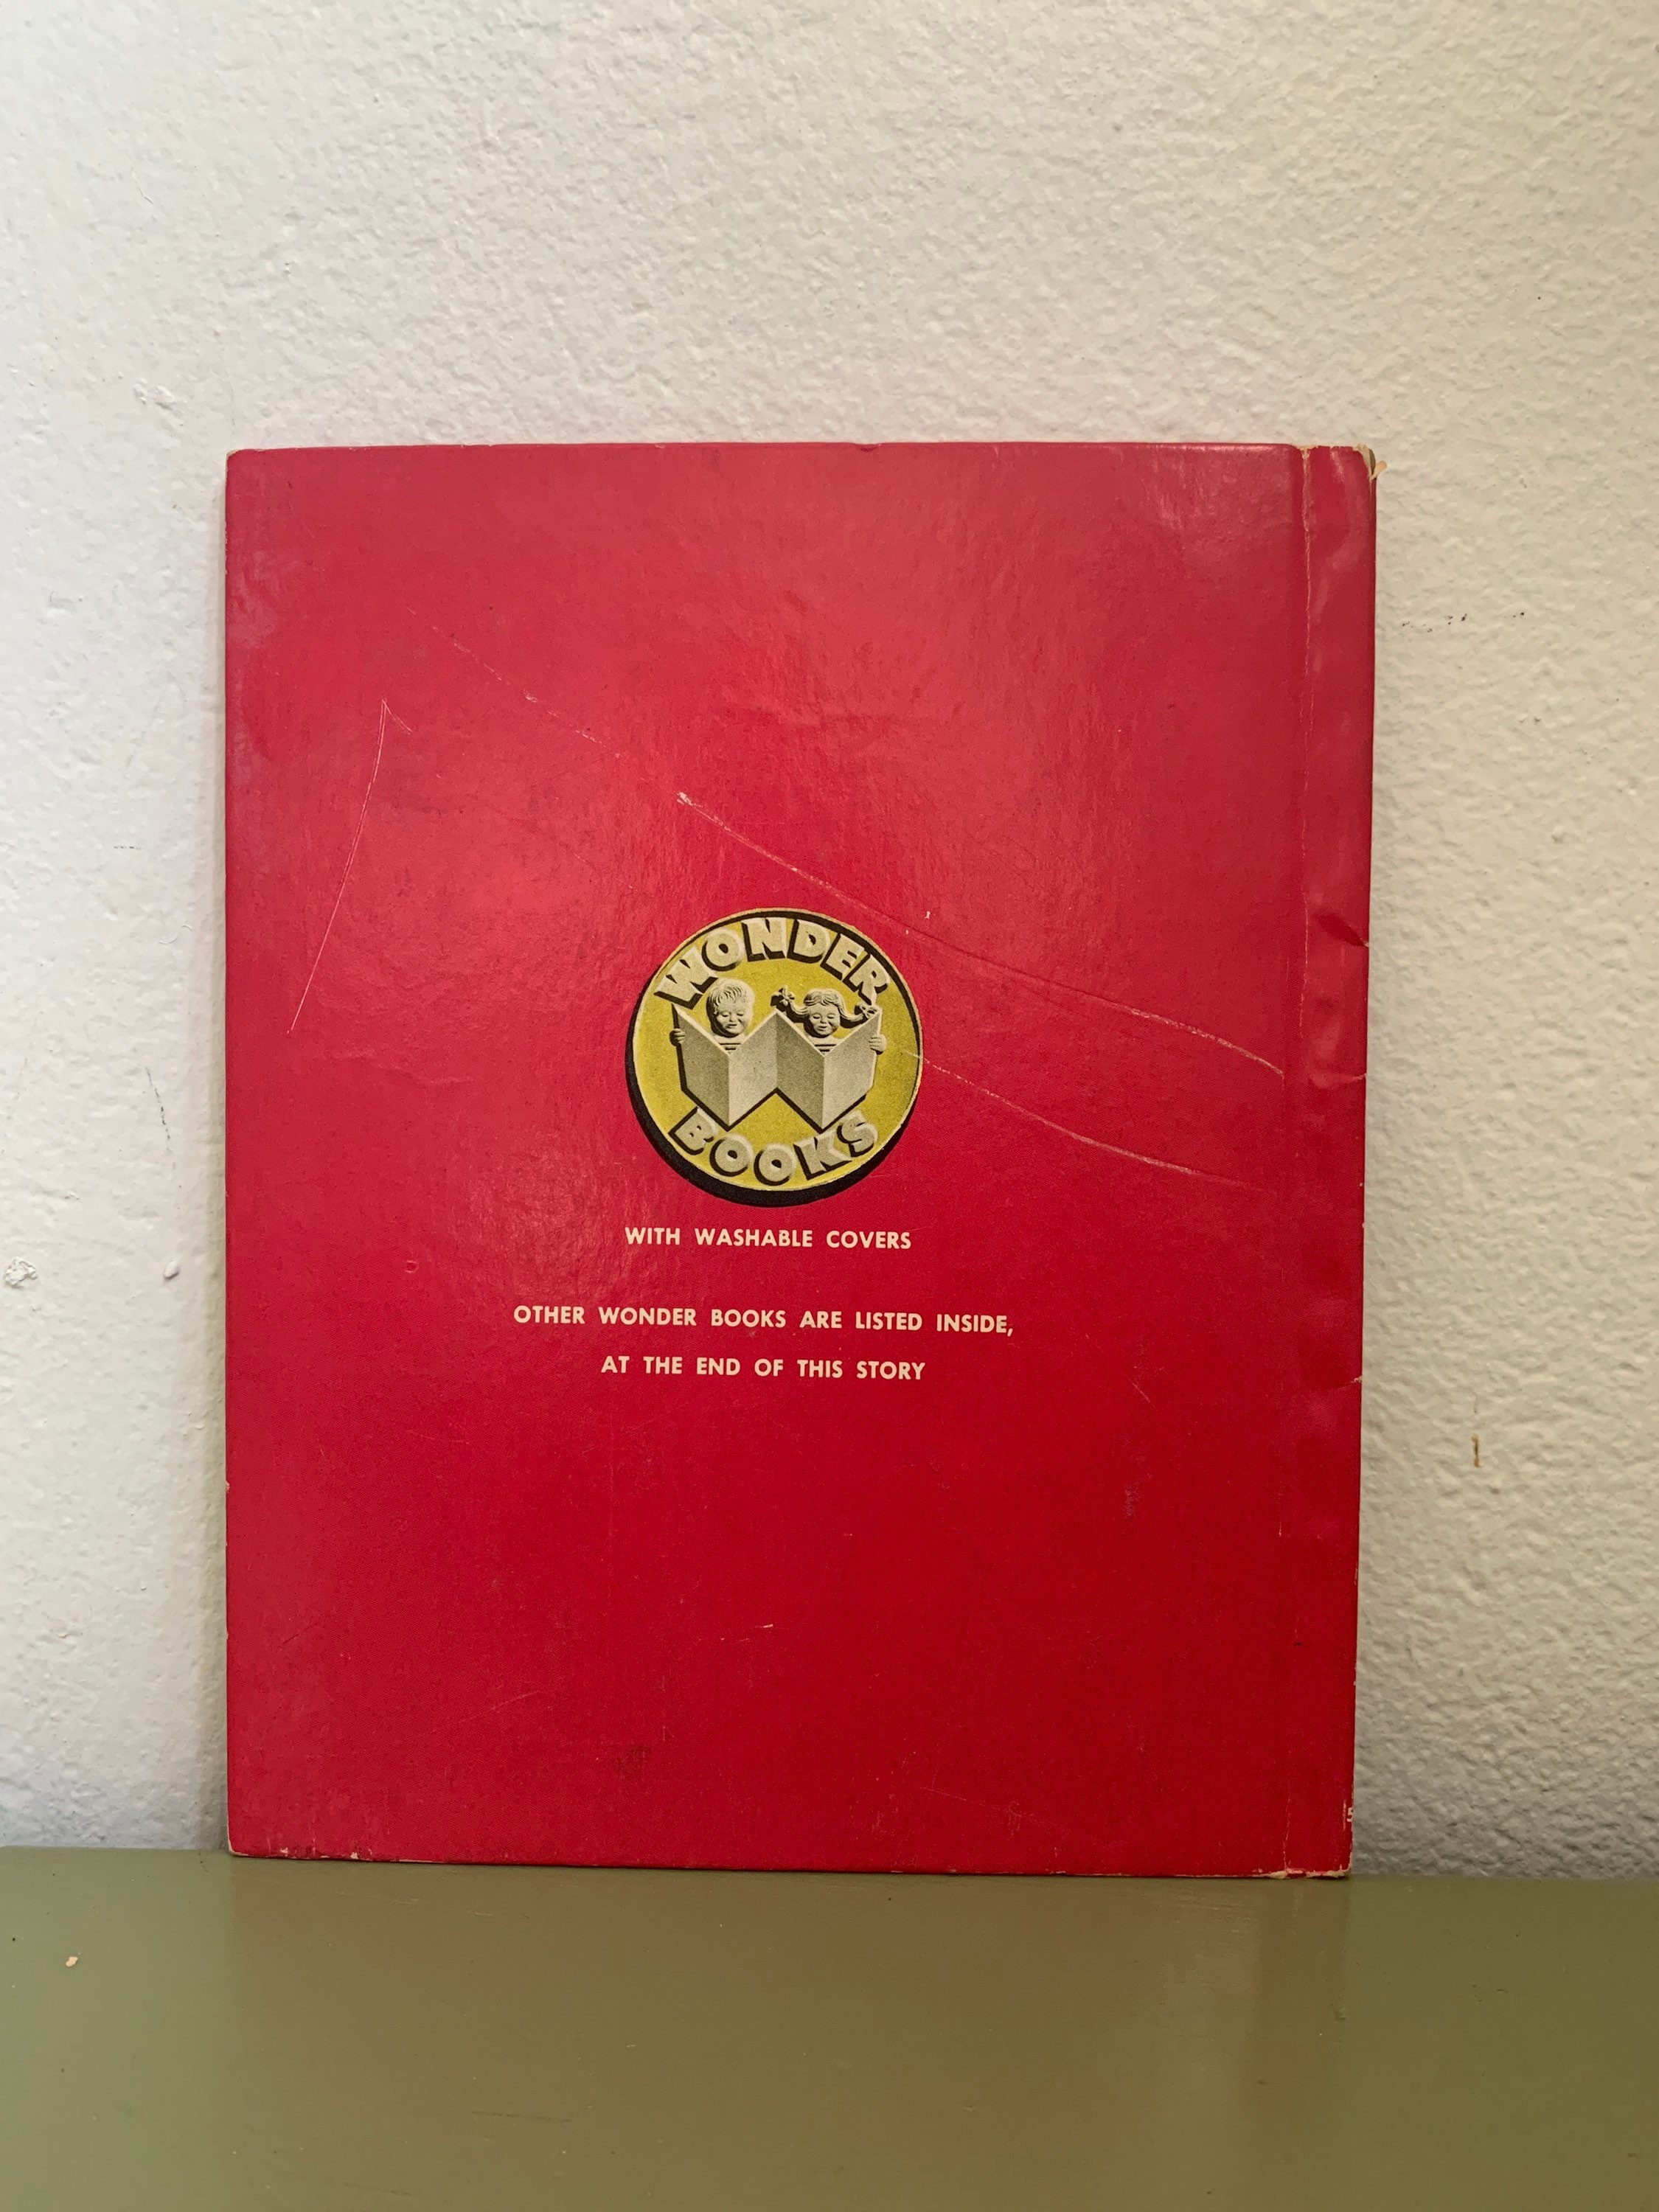 WONDER
BOOKS
WITH WASHABLE COVERS
OTHER WONDER BOOKS ARE LISTED INSIDE,
AT THE END OF THIS STORY